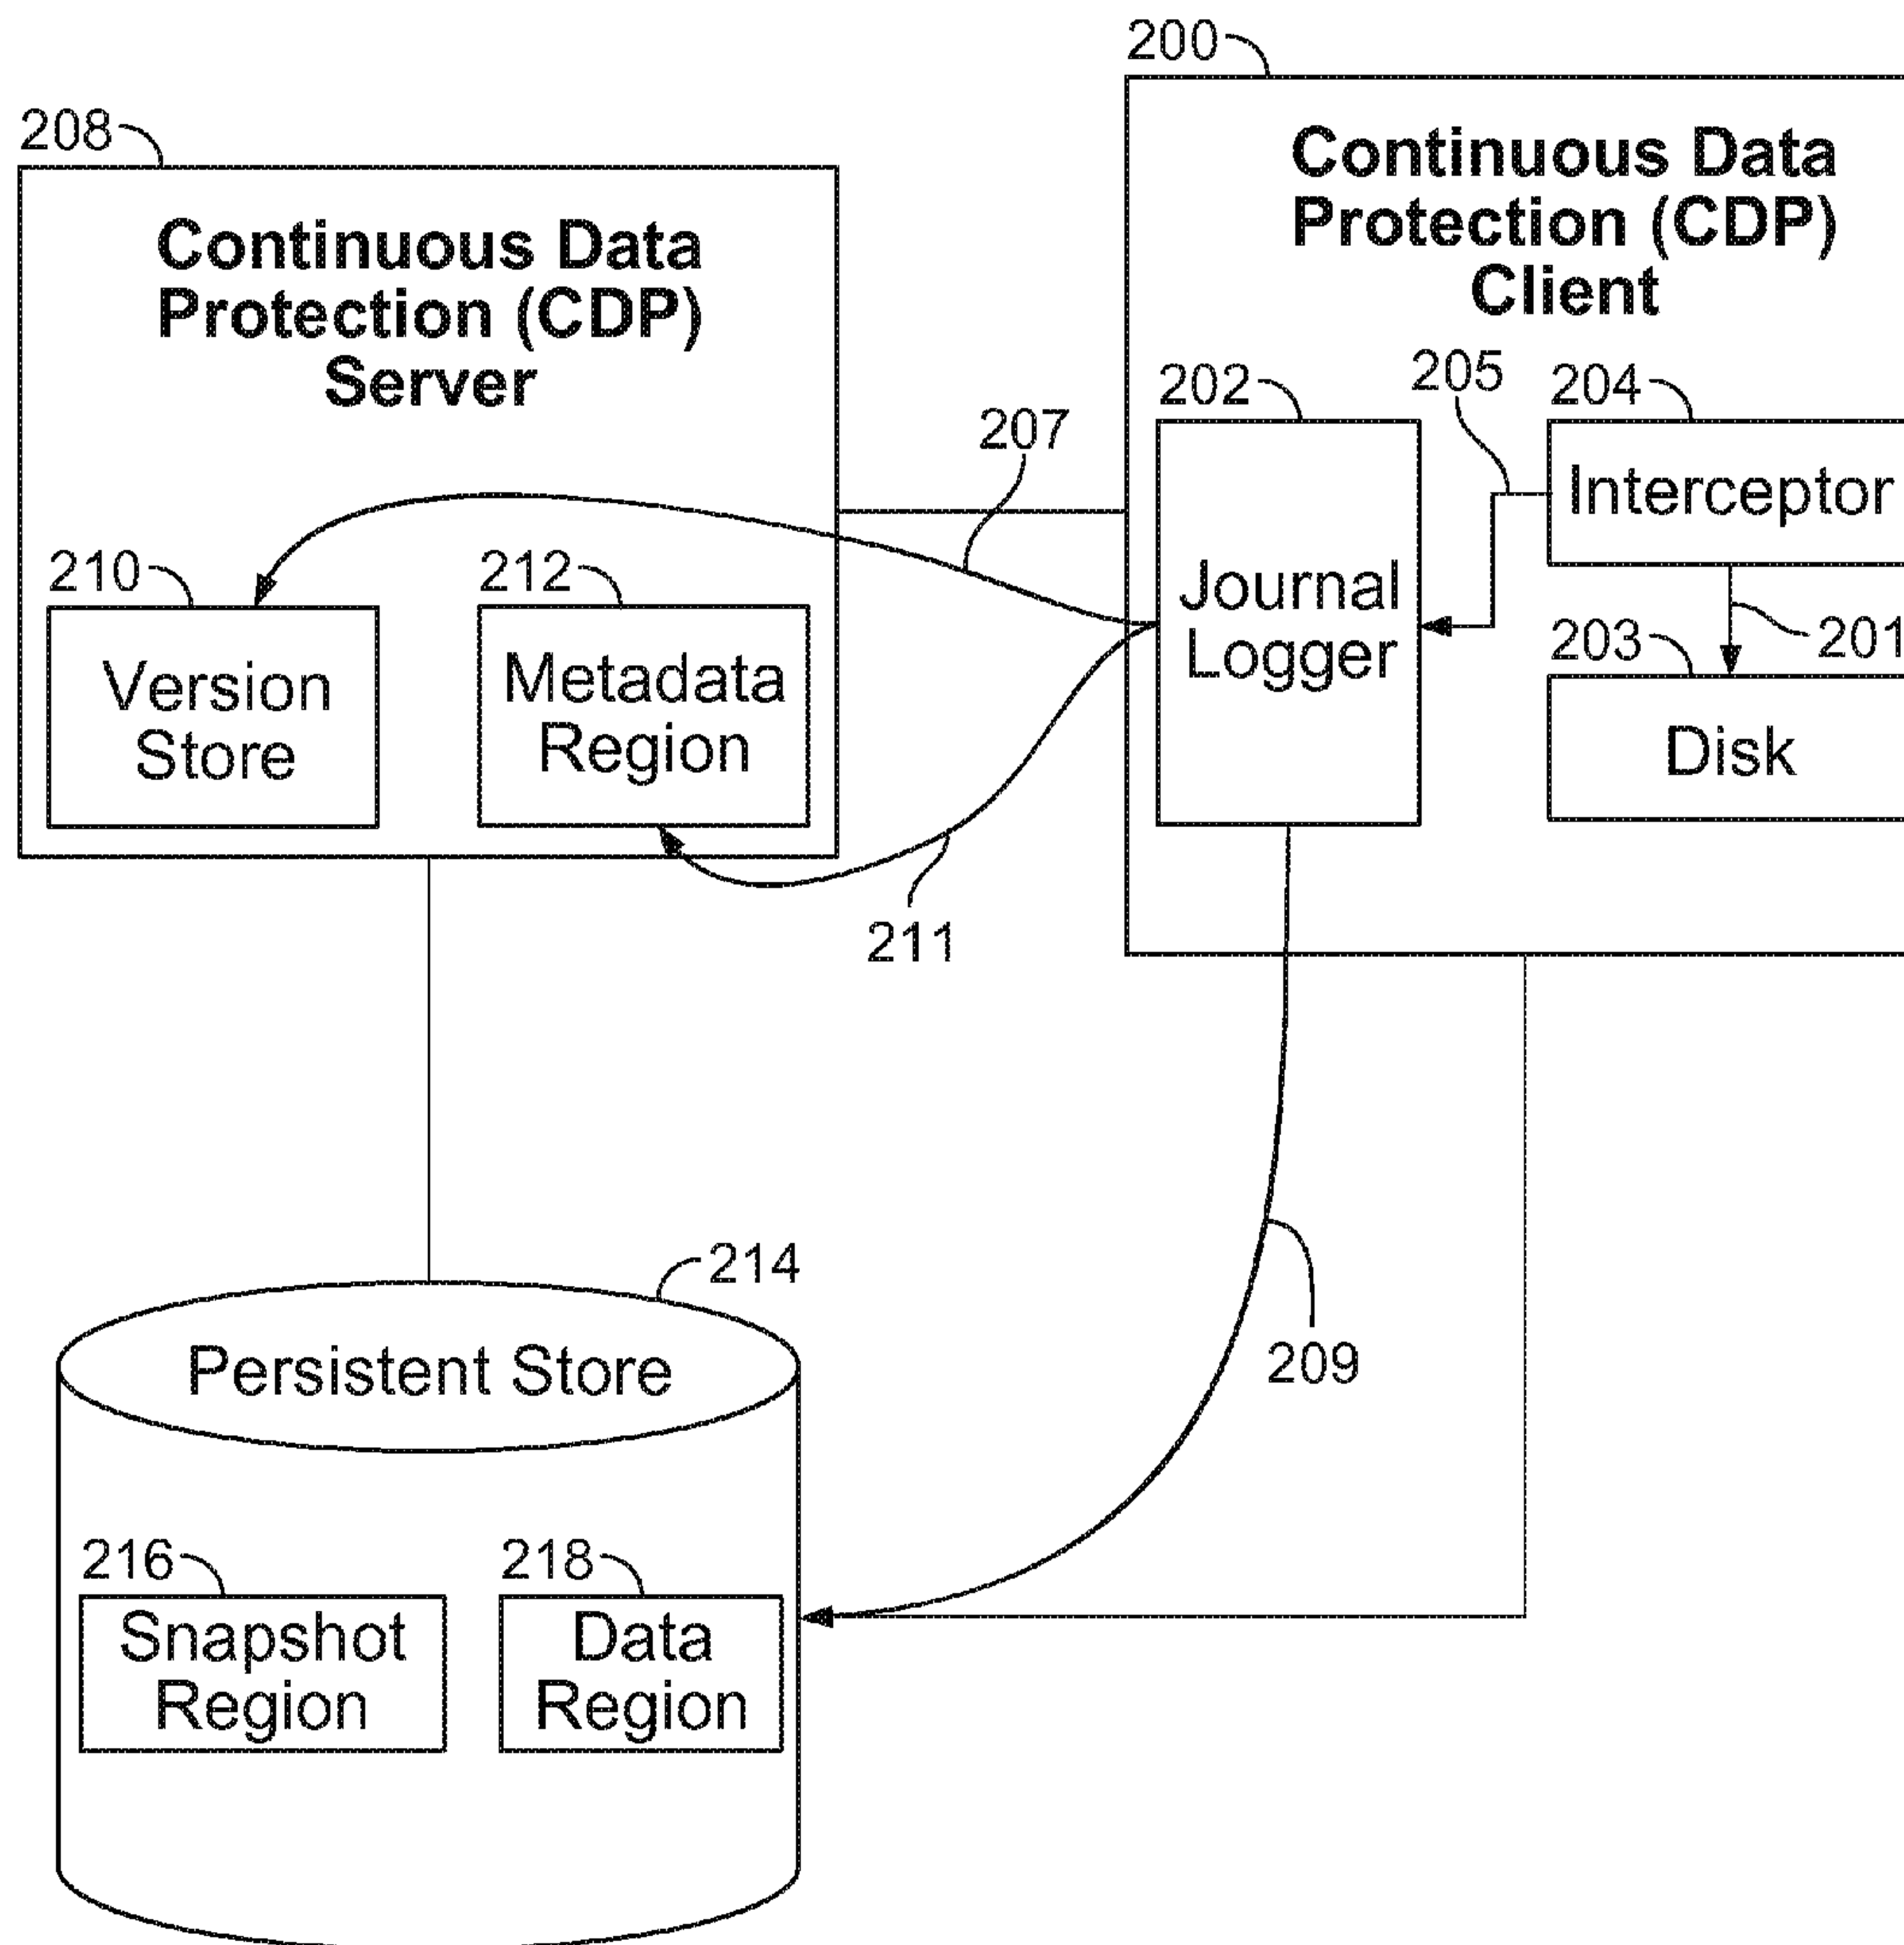 200
208
Continuous Data
Protection (CDP)
Server
Continuous Data
Protection (CDP)
Client
202
205
204
207
Interceptor
210
212
Journal
Logger
203
201
Version
Store
Metadata
Region
Disk
211
214
Persistent Store
209
216
218
Snapshot
Region
Data
Region